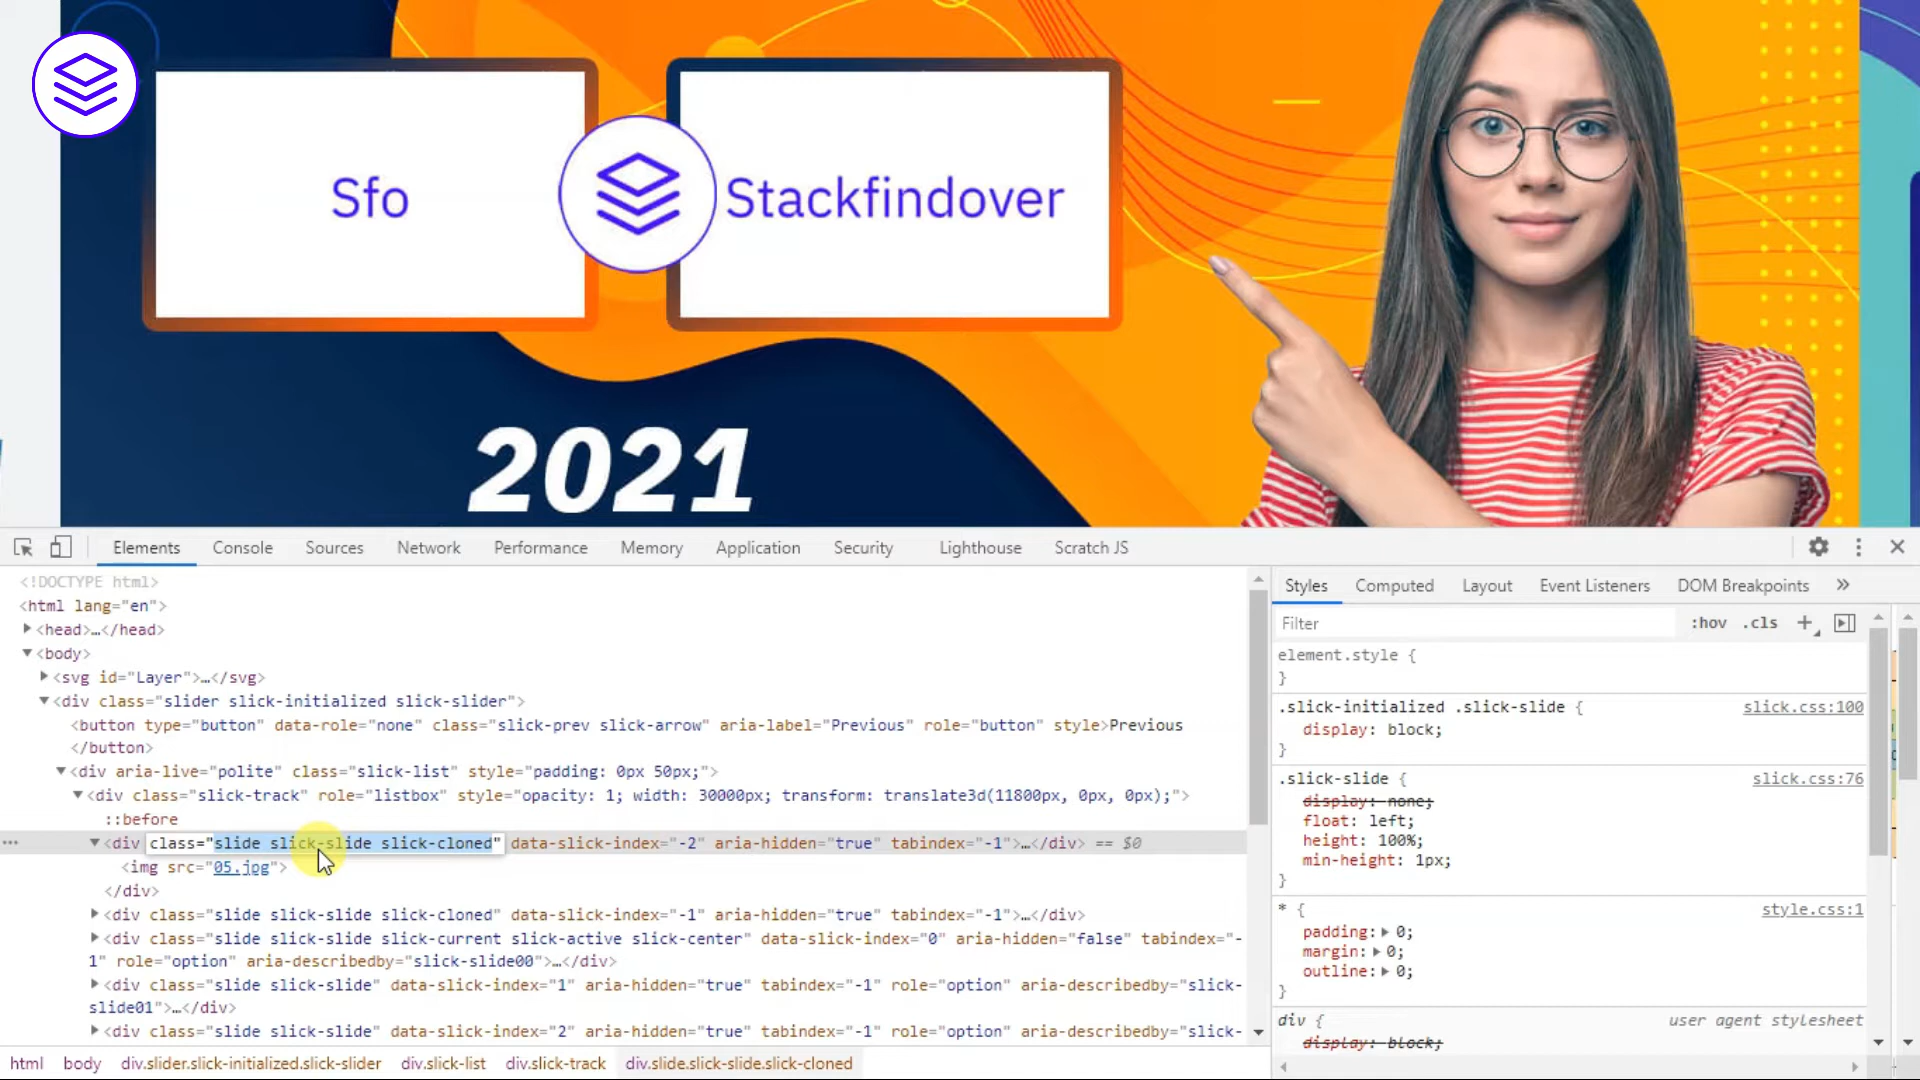 Sfo
Stackfindover
2021
Elements Console Sources Network Performance Memory Application Security Lighthouse Scratch JS
<!DOCTYPE html>
<html lang="en">
<head>…</head>
<body>
<svg id="Layer">…</svg>
<div class="slider slick-initialized slick-slider">
<button type="button" data-role="none" class="slick-prev slick-arrow" aria-label="Previous" role="button" style>Previous
</button>
<div aria-live="polite" class="slick-list" style="padding: 0px 50px;">
<div class="slick-track" role="listbox" style="opacity: 1; width: 30000px; transform: translate3d(11800px, 0px, 0px);">
::before
… <div class="slide slick-slide slick-cloned" data-slick-index="-2" aria-hidden="true" tabindex="-1">…</div> == $0
<img src="05.jpg">
</div>
<div class="slide slick-slide slick-cloned" data-slick-index="-1" aria-hidden="true" tabindex="-1">…</div>
<div class="slide slick-slide slick-current slick-active slick-center" data-slick-index="0" aria-hidden="false" tabindex="-
1" role="option" aria-describedby="slick-slide00">…</div>
<div class="slide slick-slide" data-slick-index="1" aria-hidden="true" tabindex="-1" role="option" aria-describedby="slick-
slide01">…</div>
<div class="slide slick-slide" data-slick-index="2" aria-hidden="true" tabindex="-1" role="option" aria-describedby="slick-
html body div.slider.slick-initialized.slick-slider div.slick-list div.slick-track div.slide.slick-slide.slick-cloned
Styles Computed Layout Event Listeners DOM Breakpoints »
Filter :hov .cls +
element.style {
}
.slick-initialized .slick-slide { slick.css:100
display: block;
}
.slick-slide { slick.css:76
display: none;
float: left;
height: 100%;
min-height: 1px;
}
* { style.css:1
padding: 0;
margin: 0;
outline: 0;
}
div { user agent stylesheet
display: block;